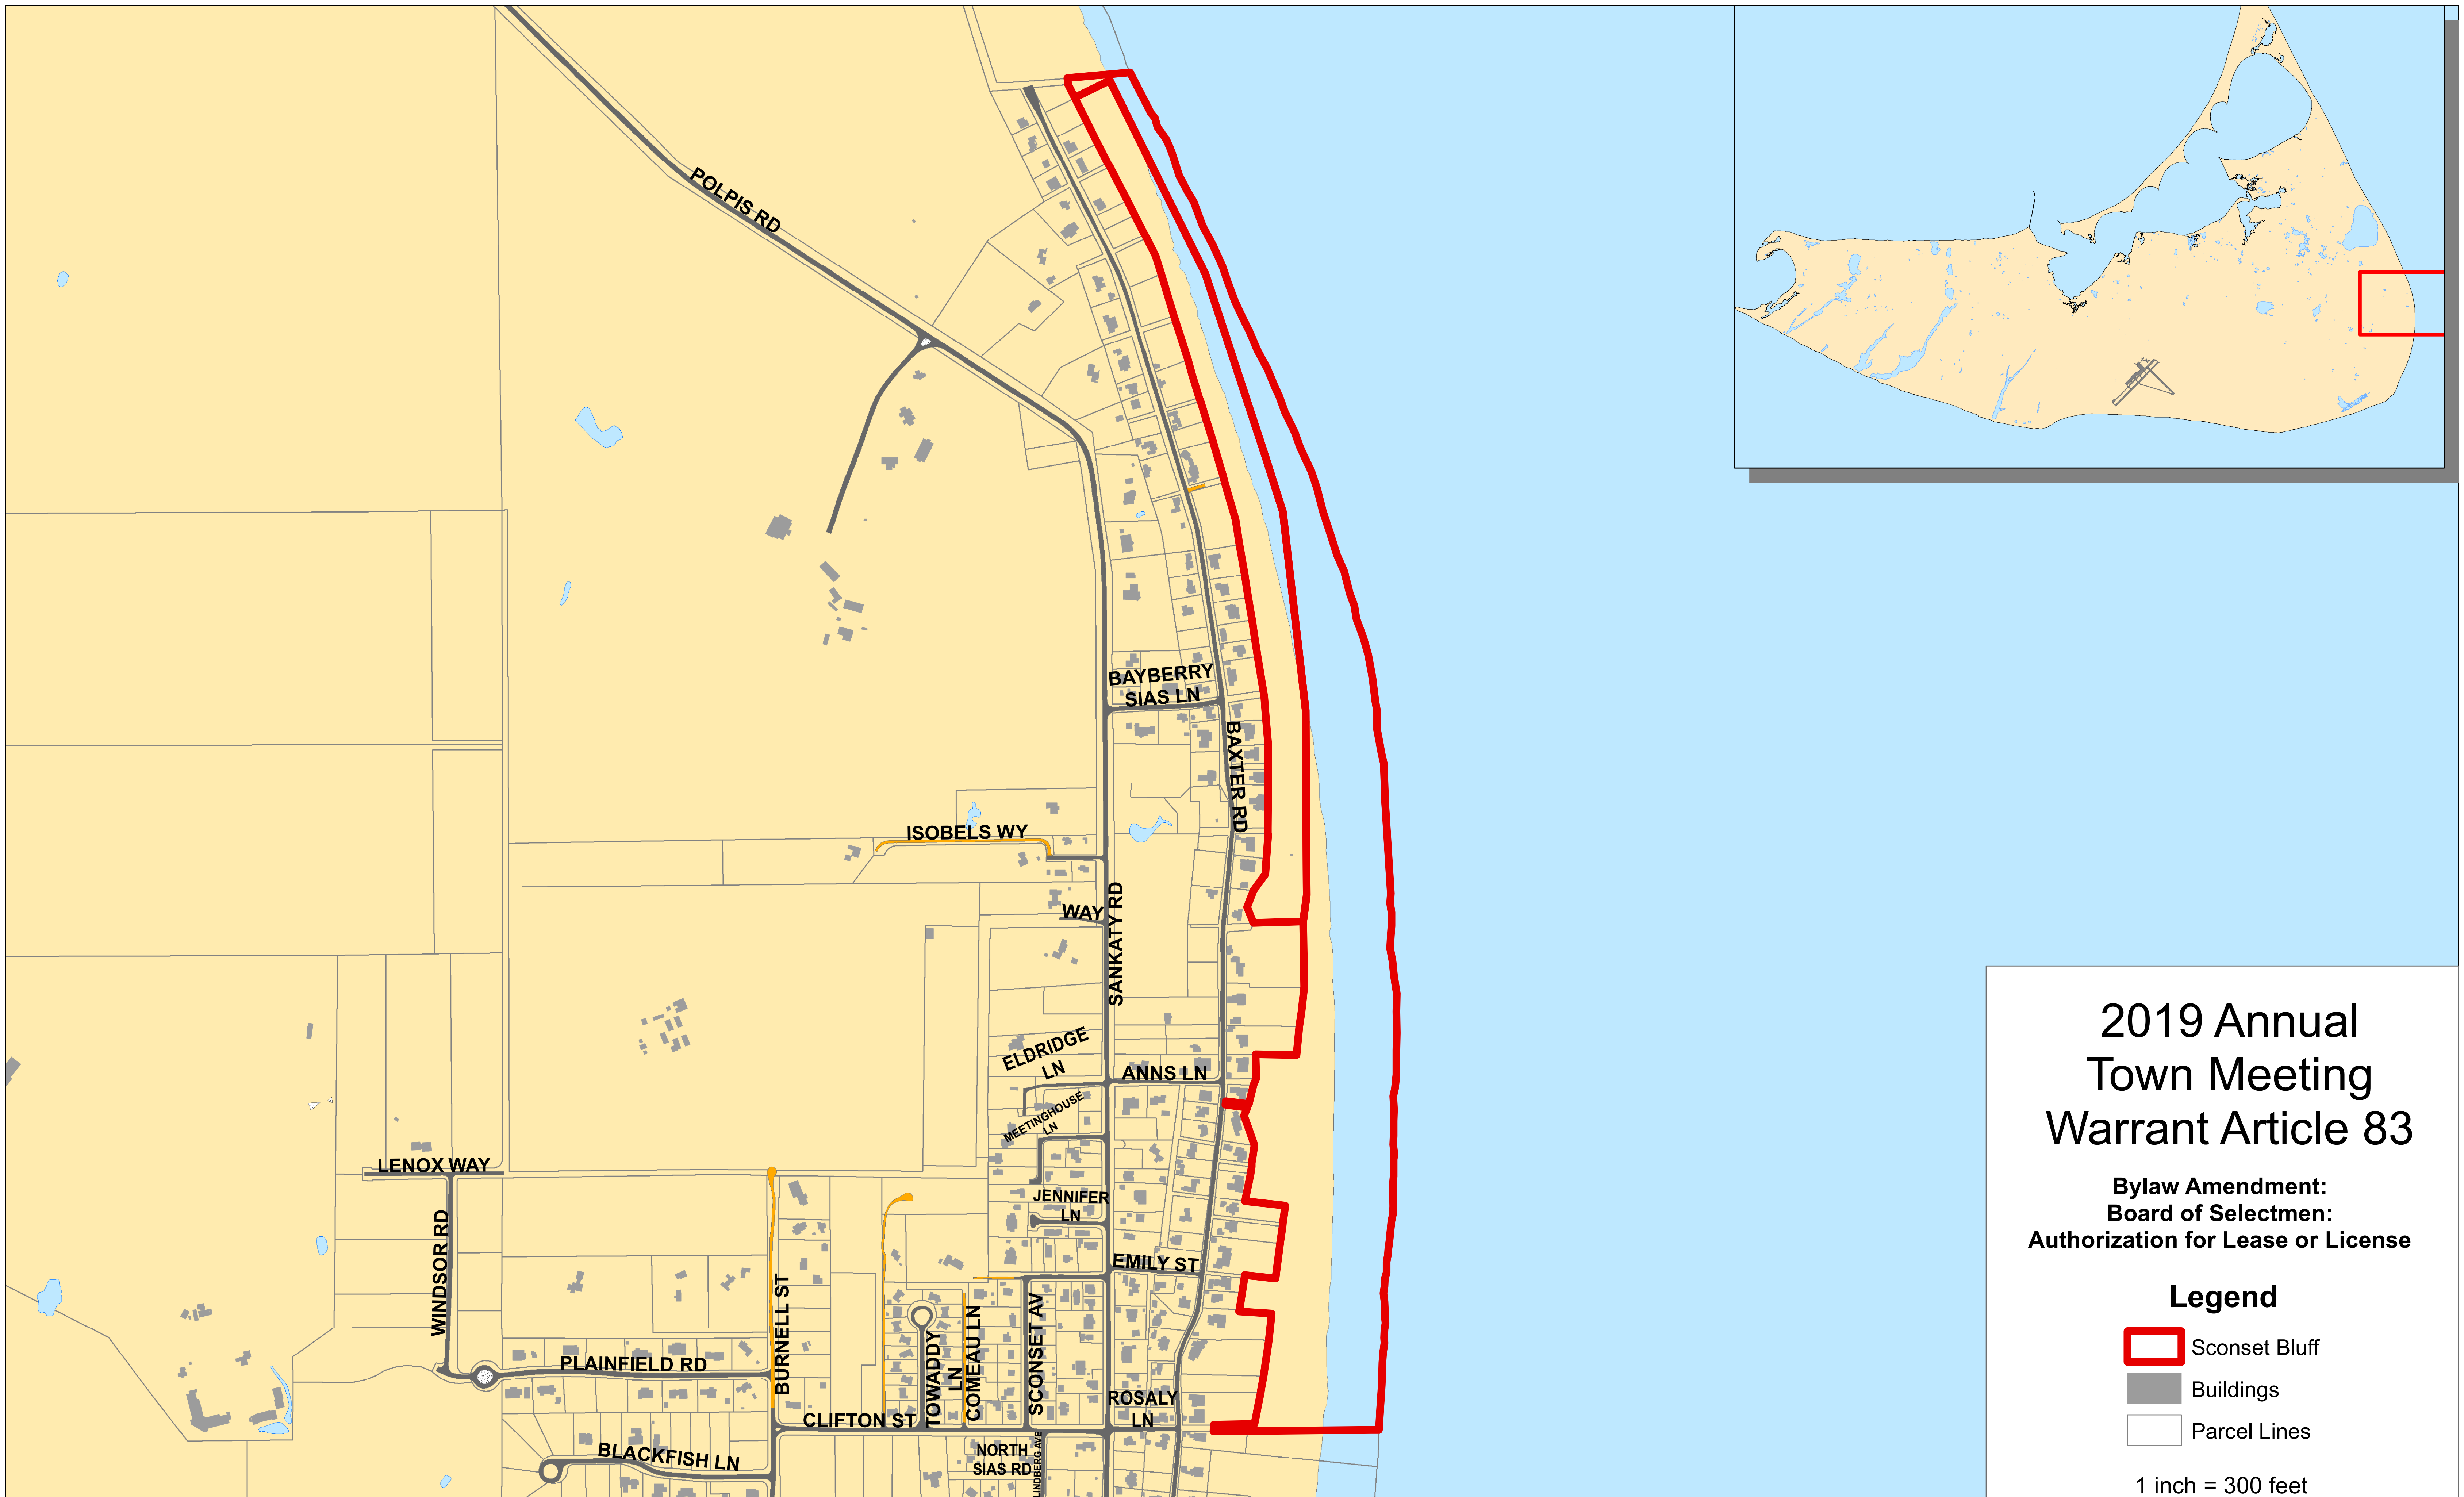 POLPIS RD
BAYBERRY
SIAS LN
BAXTER RD
ISOBELS WY
WAY
SANKATY RD
ELDRIDGE
LN
ANNS LN
MEETINGHOUSE
LN
LENOX WAY
JENNIFER
LN
WINDSOR RD
EMILY ST
BURNELL ST
TOWADDY
LN
COMEAU LN
SCONSET AV
PLAINFIELD RD
ROSALY
LN
CLIFTON ST
BLACKFISH LN
NORTH
SIAS RD
LINDBERG AVE
2019 Annual
Town Meeting
Warrant Article 83
Bylaw Amendment:
Board of Selectmen:
Authorization for Lease or License
Legend
Sconset Bluff
Buildings
Parcel Lines
1 inch = 300 feet